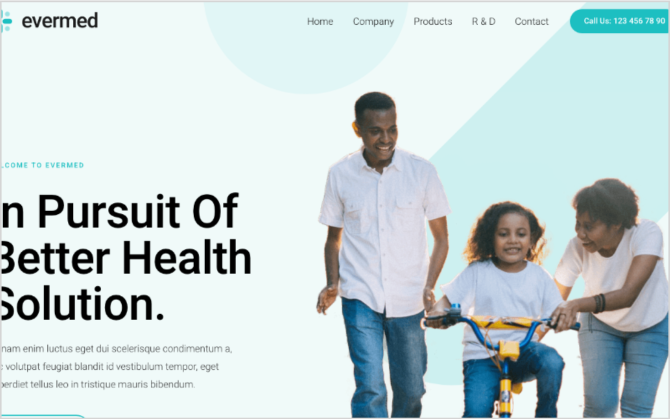 evermed
Home Company Products R & D Contact
Call Us: 123 456 78 90
LCOME TO EVERMED
n Pursuit Of
Better Health
Solution.
nam enim luctus eget dui scelerisque condimentum a,
volutpat feugiat blandit id vestibulum tempor, eget
perdiet tellus leo in tristique mauris bibendum.